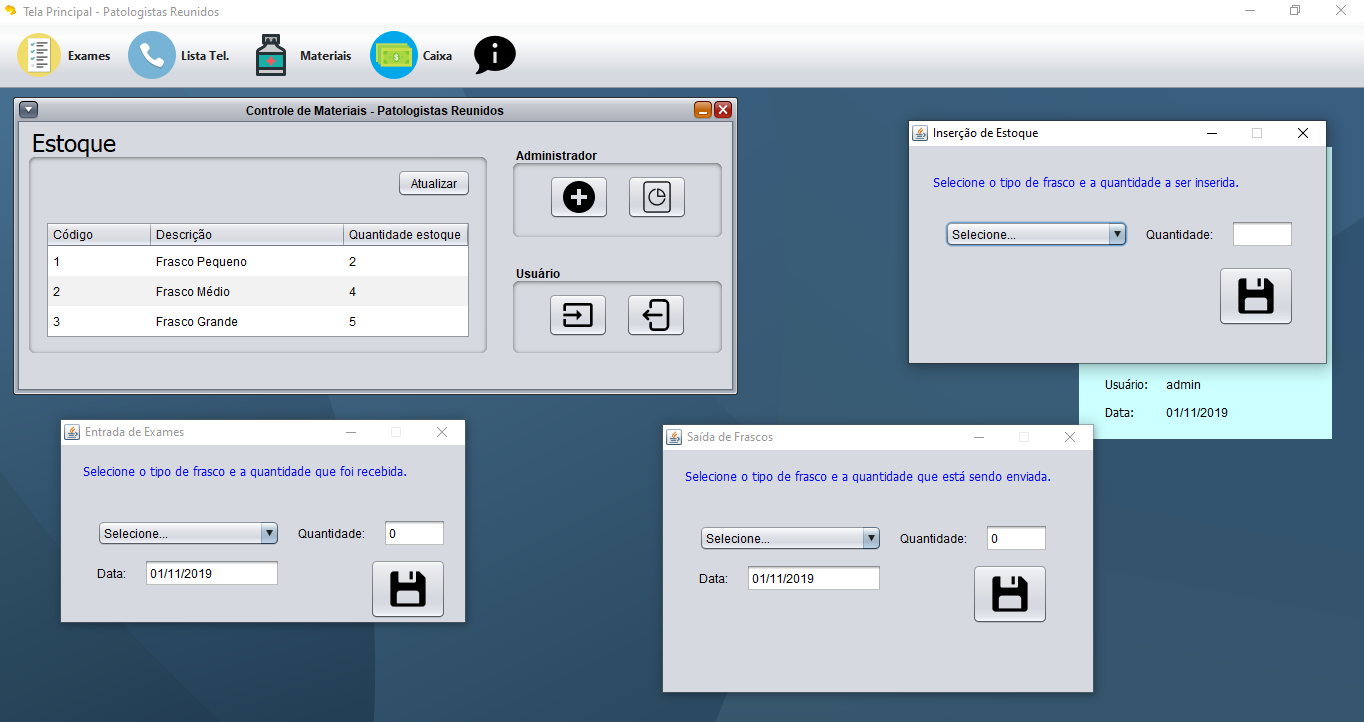 Tela Principal - Patologistas Reunidos
Exames
Lista Tel.
Materiais
Caixa
Controle de Materiais - Patologistas Reunidos
Estoque
Atualizar
Código Descrição Quantidade estoque
1 Frasco Pequeno 2
2 Frasco Médio 4
3 Frasco Grande 5
Administrador
Usuário
Inserção de Estoque
Selecione o tipo de frasco e a quantidade a ser inserida.
Selecione... Quantidade:
Usuário: admin
Data: 01/11/2019
Entrada de Exames
Selecione o tipo de frasco e a quantidade que foi recebida.
Selecione... Quantidade: 0
Data: 01/11/2019
Saída de Frascos
Selecione o tipo de frasco e a quantidade que está sendo enviada.
Selecione... Quantidade: 0
Data: 01/11/2019